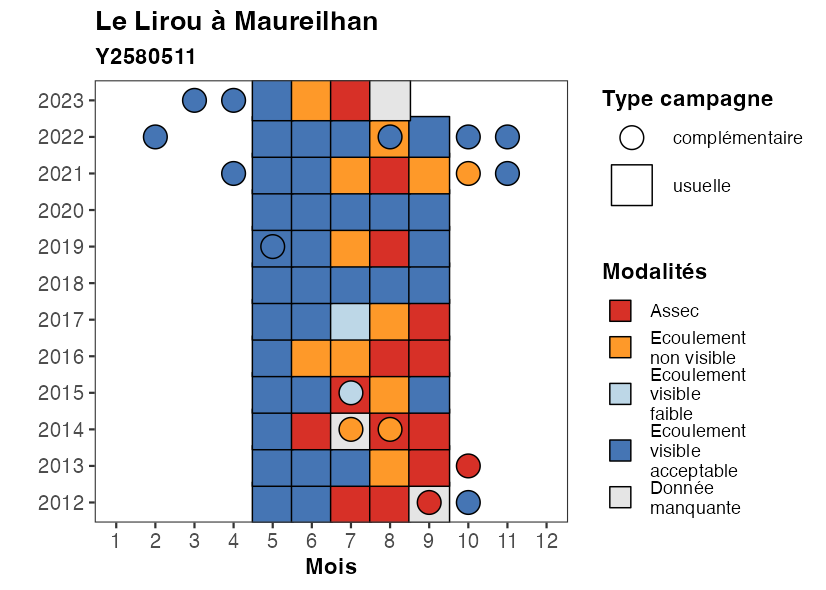 Le Lirou à Maureilhan
Y2580511
2023
2022
2021
2020
2019
2018
2017
2016
2015
2014
2013
2012
1 2 3 4 5 6 7 8 9 10 11 12
Mois
Type campagne
complémentaire
usuelle
Modalités
Assec
Ecoulement
non visible
Ecoulement
visible
faible
Ecoulement
visible
acceptable
Donnée
manquante